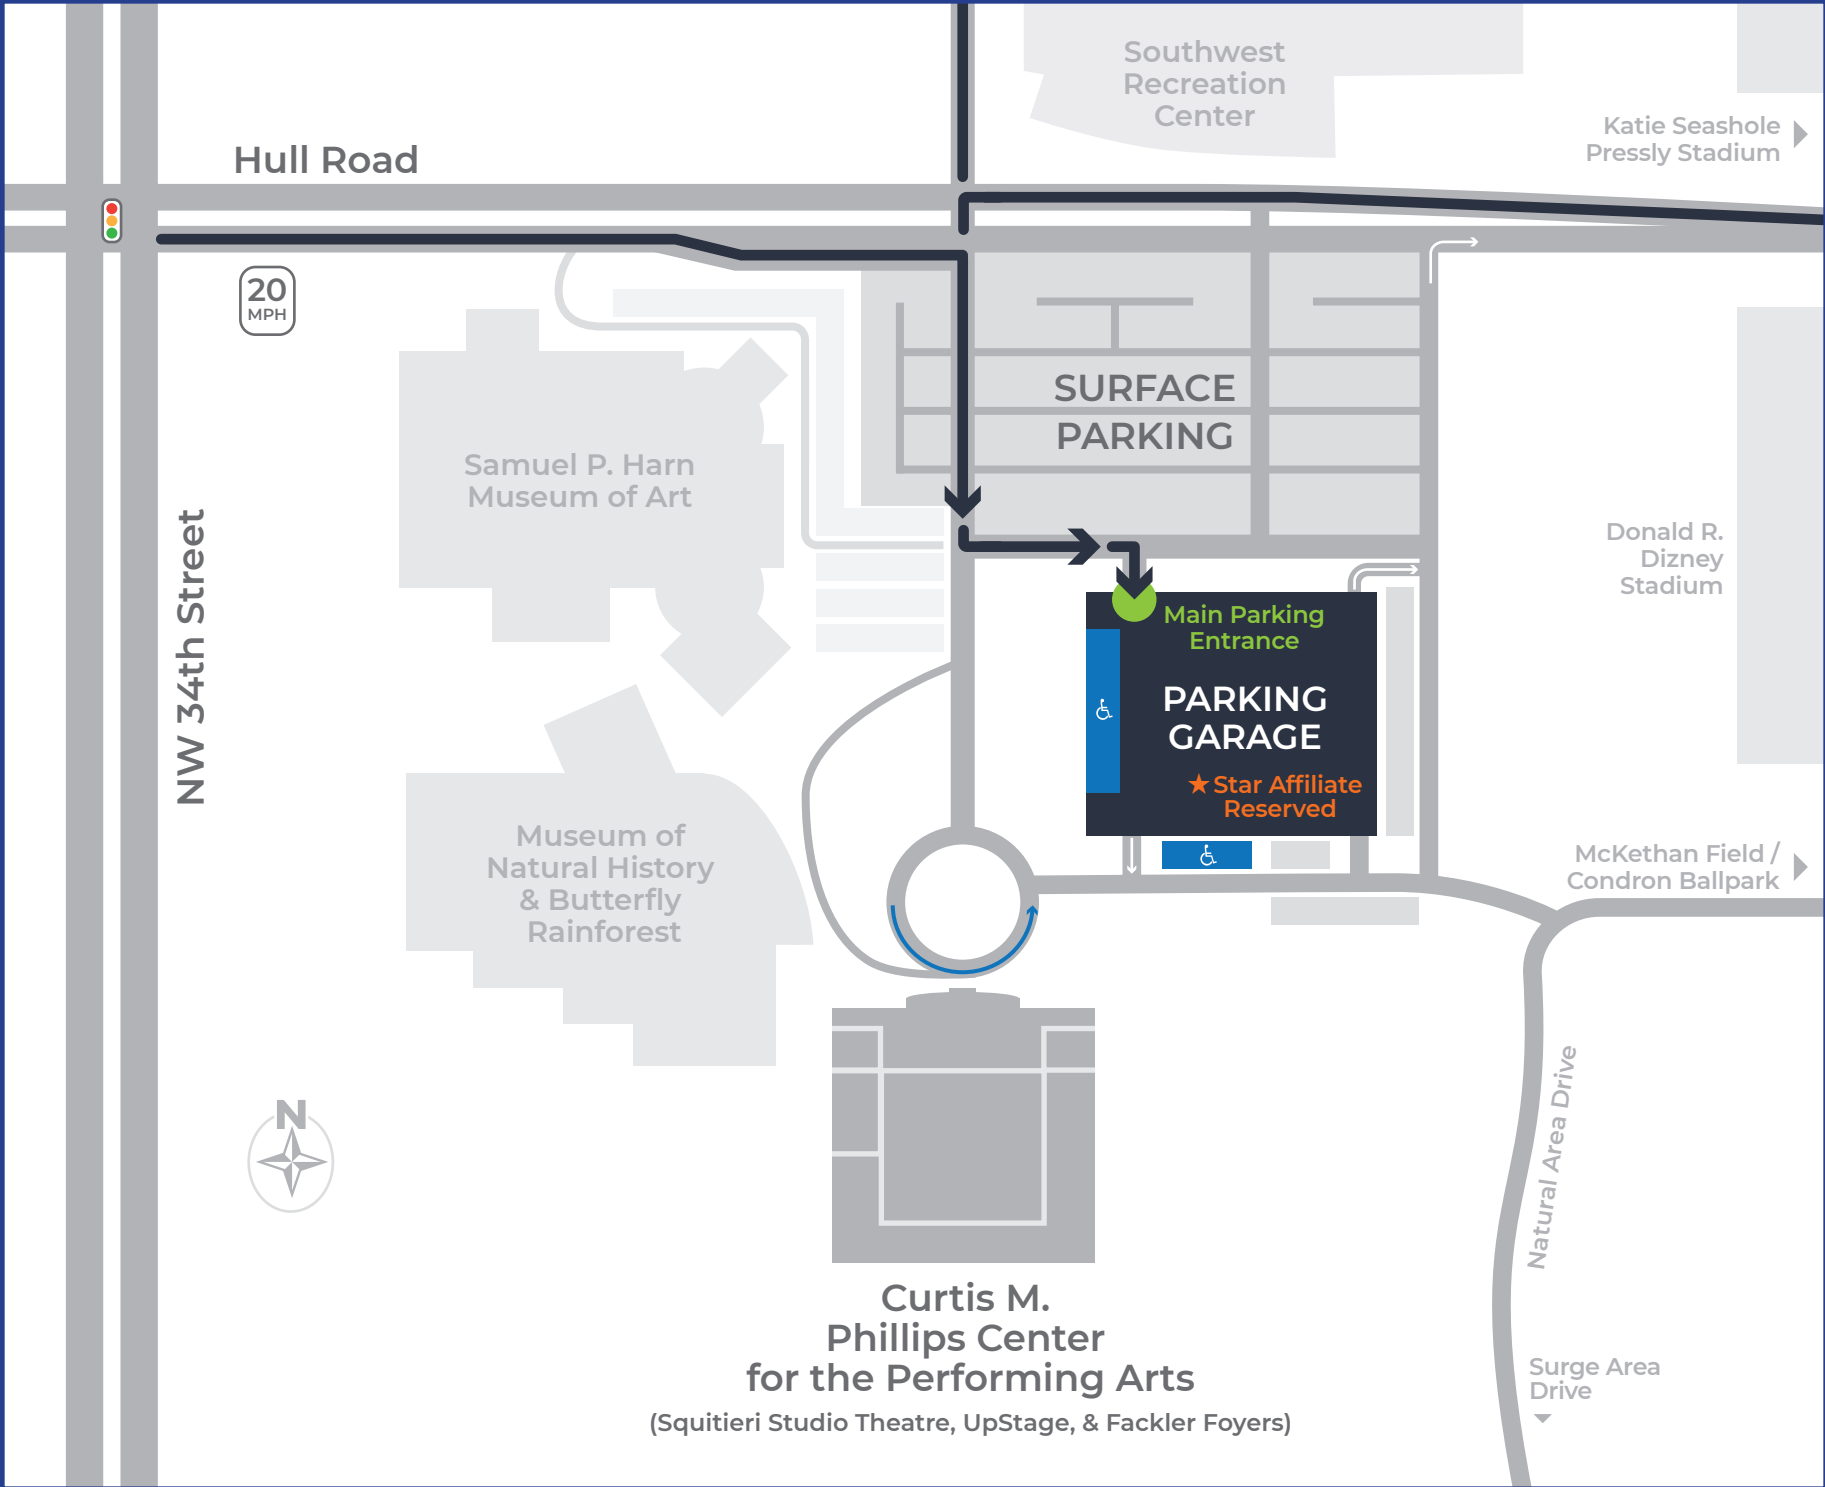 Southwest
Recreation
Center
Katie Seashole
Pressly Stadium
Hull Road
20
MPH
SURFACE
PARKING
Samuel P. Harn
Museum of Art
NW 34th Street
Donald R.
Dizney
Stadium
Main Parking
Entrance
PARKING
GARAGE
★ Star Affiliate
Reserved
Museum of
Natural History
& Butterfly
Rainforest
McKethan Field /
Condron Ballpark
Natural Area Drive
N
Curtis M.
Phillips Center
for the Performing Arts
(Squitieri Studio Theatre, UpStage, & Fackler Foyers)
Surge Area
Drive